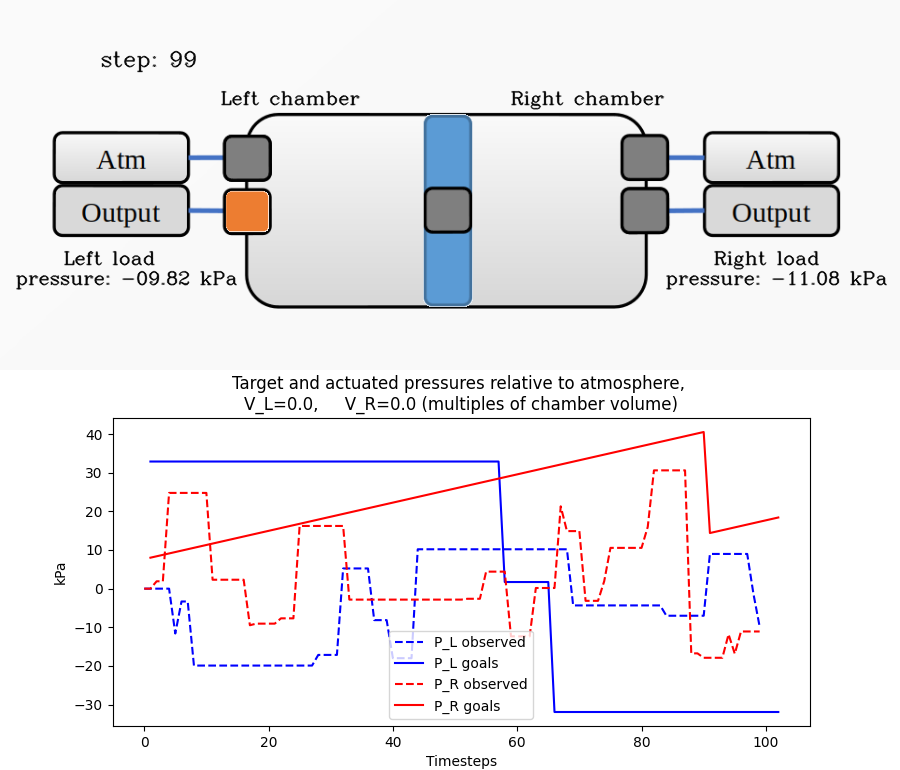 step: 99
Left chamber
Right chamber
Atm
Atm
Output
Output
Left load
pressure: −09.82 kPa
Right load
pressure: −11.08 kPa
Target and actuated pressures relative to atmosphere,
V_L=0.0, V_R=0.0 (multiples of chamber volume)
40
30
20
10
0
−10
−20
−30
kPa
P_L observed
P_L goals
P_R observed
P_R goals
0 20 40 60 80 100
Timesteps